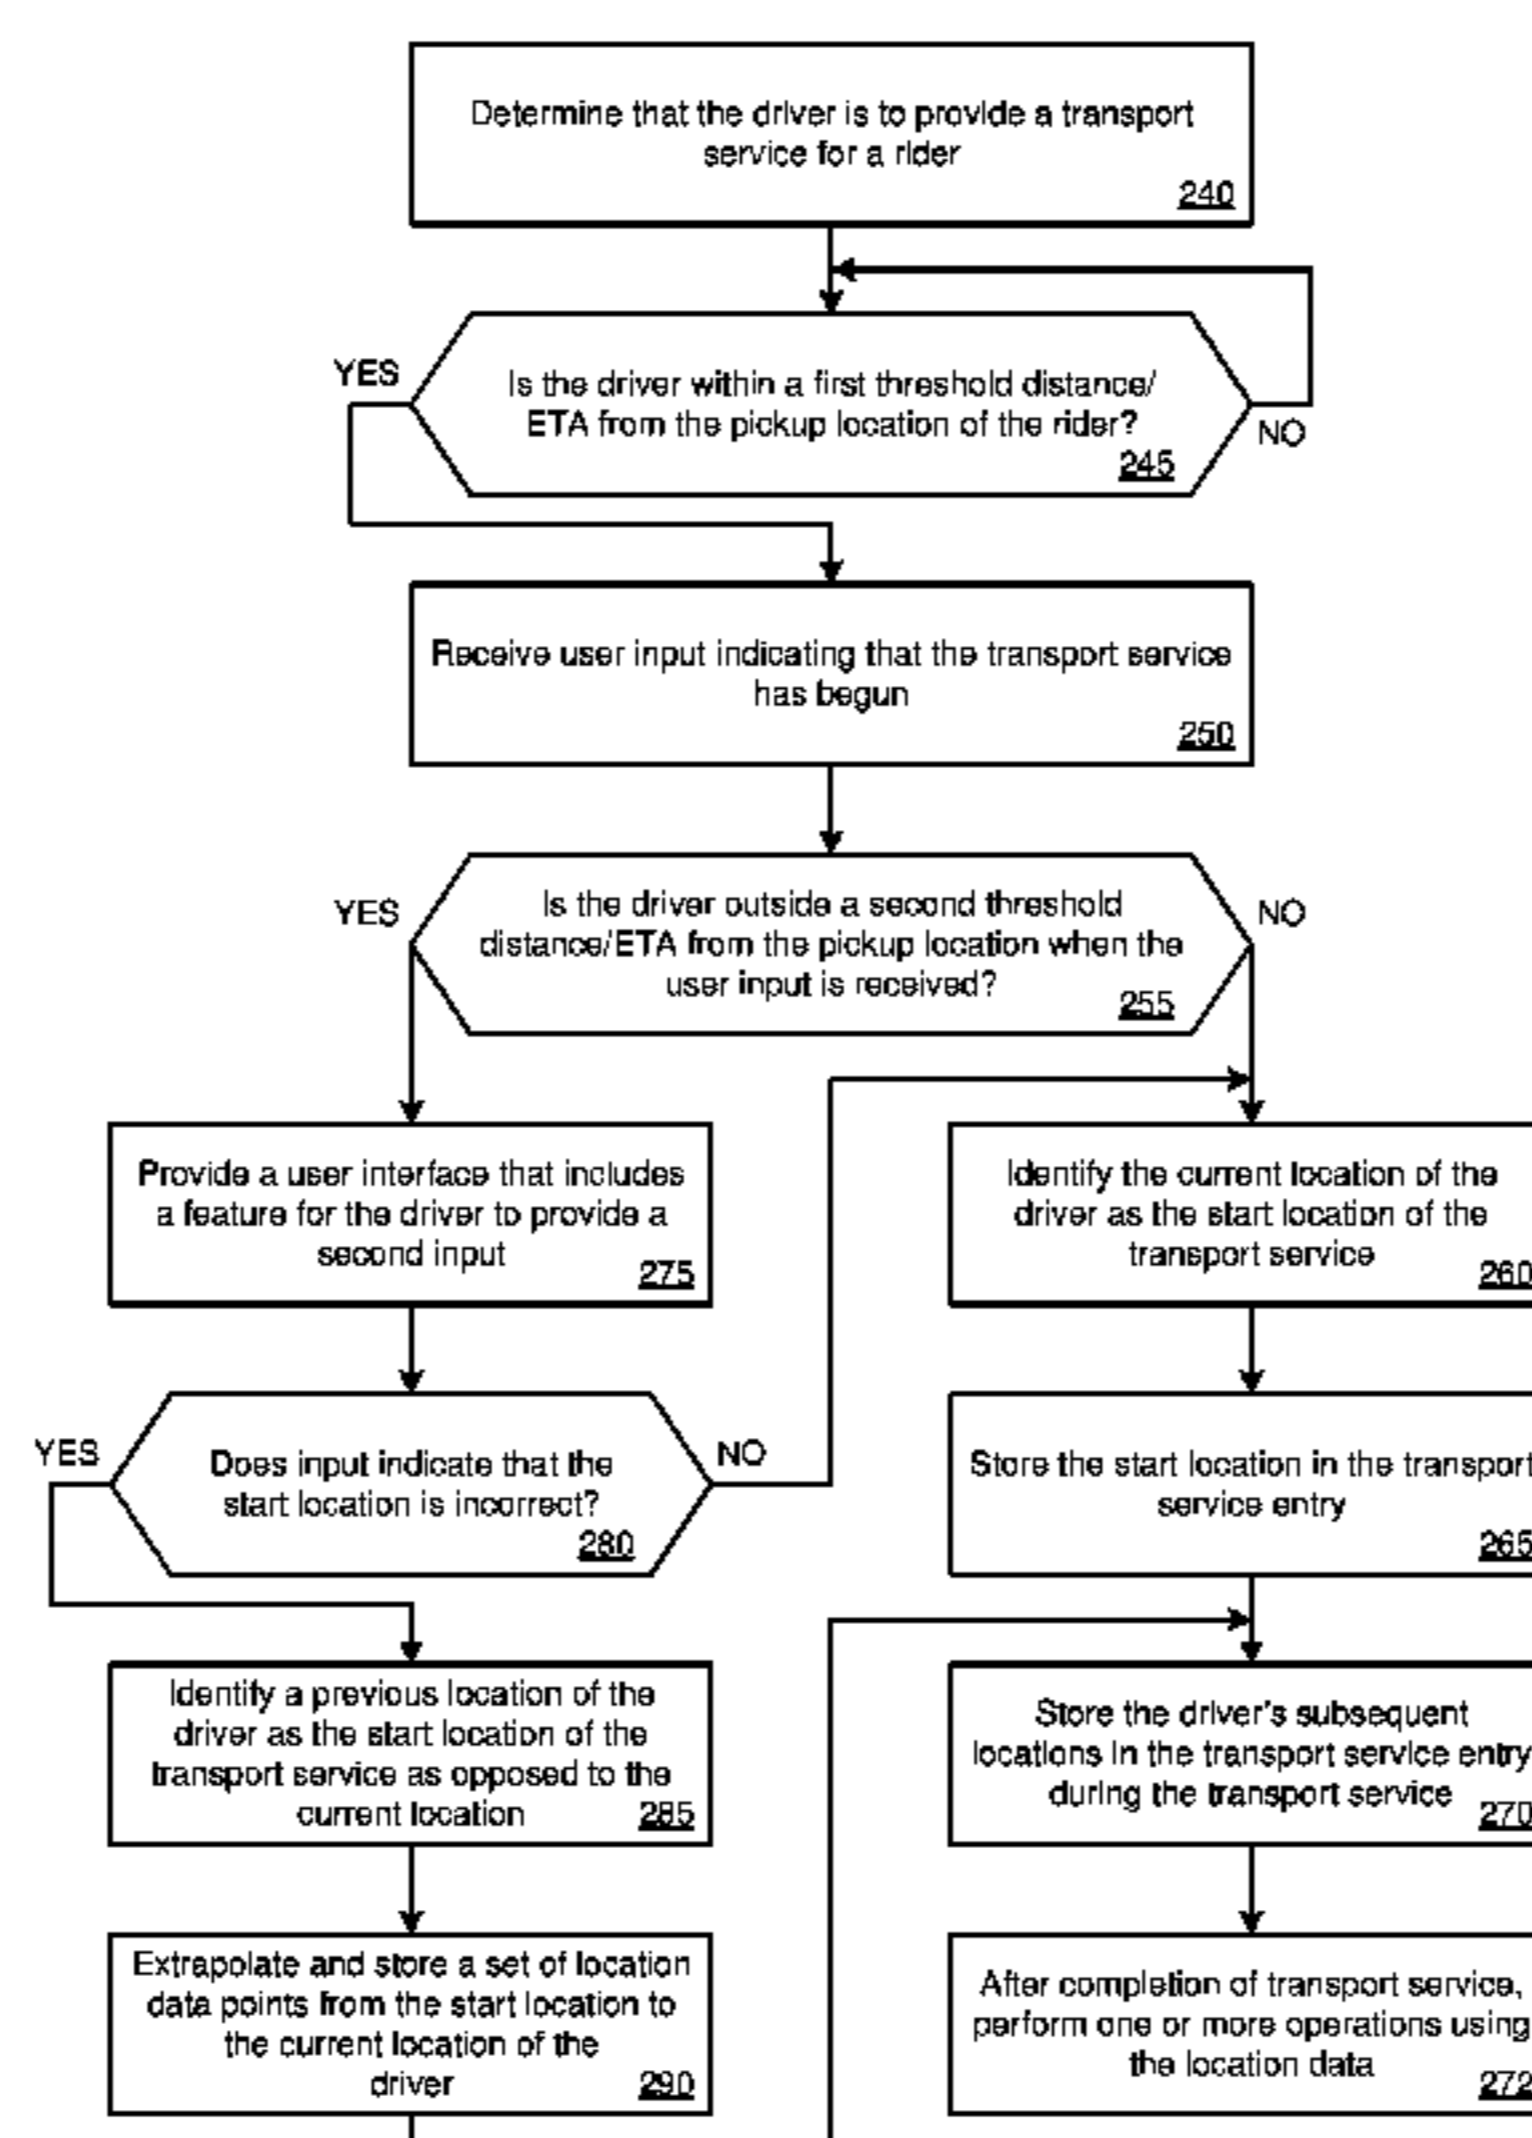 Determine that the driver is to provide a transport
service for a rider
240
YES
Is the driver within a first threshold distance/
ETA from the pickup location of the rider?
245
NO
Receive user input indicating that the transport service
has begun
250
YES
Is the driver outside a second threshold
distance/ETA from the pickup location when the
user input is received?
255
NO
Provide a user interface that includes
a feature for the driver to provide a
second input
275
Identify the current location of the
driver as the start location of the
transport service
260
YES
Does input indicate that the
start location is incorrect?
280
NO
Store the start location in the transport
service entry
265
Identify a previous location of the
driver as the start location of the
transport service as opposed to the
current location
285
Store the driver's subsequent
locations in the transport service entry
during the transport service
270
Extrapolate and store a set of location
data points from the start location to
the current location of the
driver
290
After completion of transport service,
perform one or more operations using
the location data
272